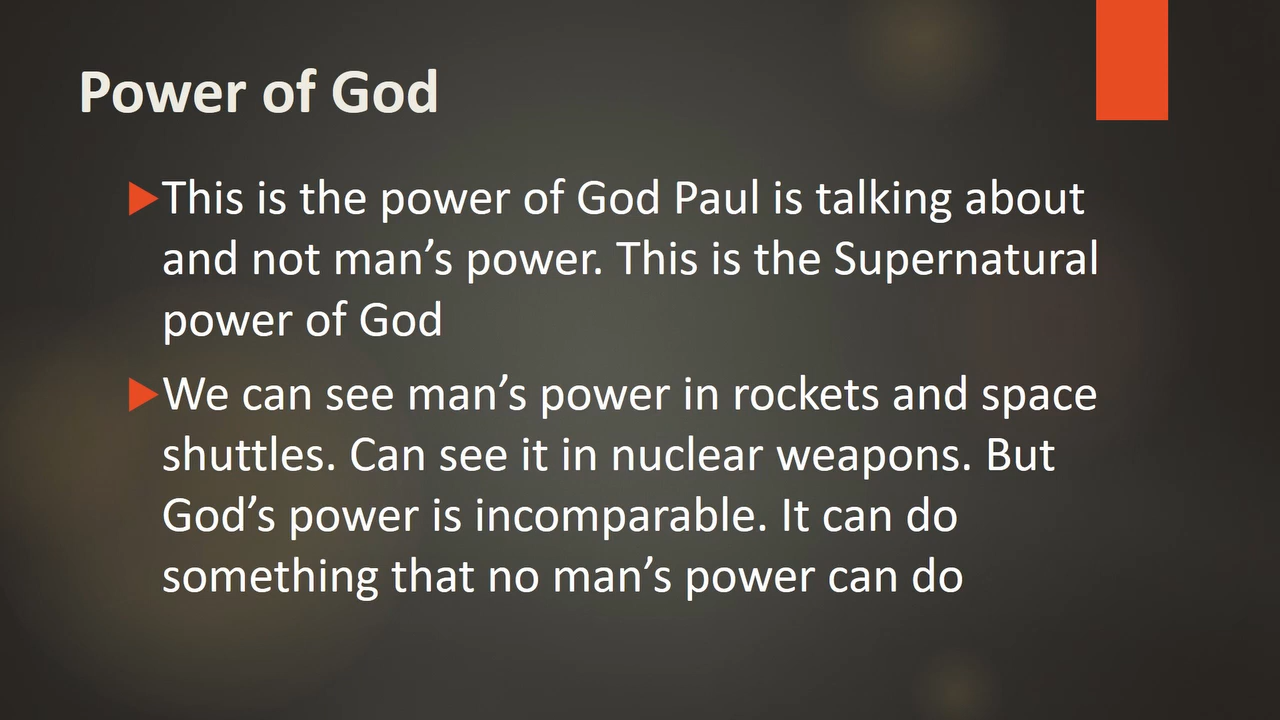 Power of God
This is the power of God Paul is talking about
and not man’s power. This is the Supernatural
power of God
We can see man’s power in rockets and space
shuttles. Can see it in nuclear weapons. But
God’s power is incomparable. It can do
something that no man’s power can do